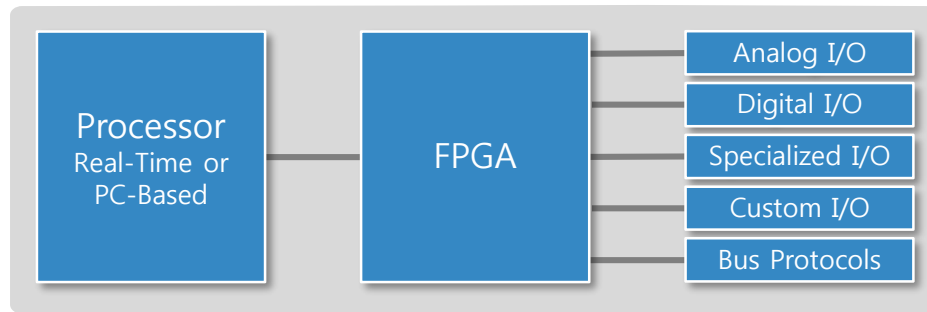 Processor
Real-Time or
PC-Based
FPGA
Analog I/O
Digital I/O
Specialized I/O
Custom I/O
Bus Protocols